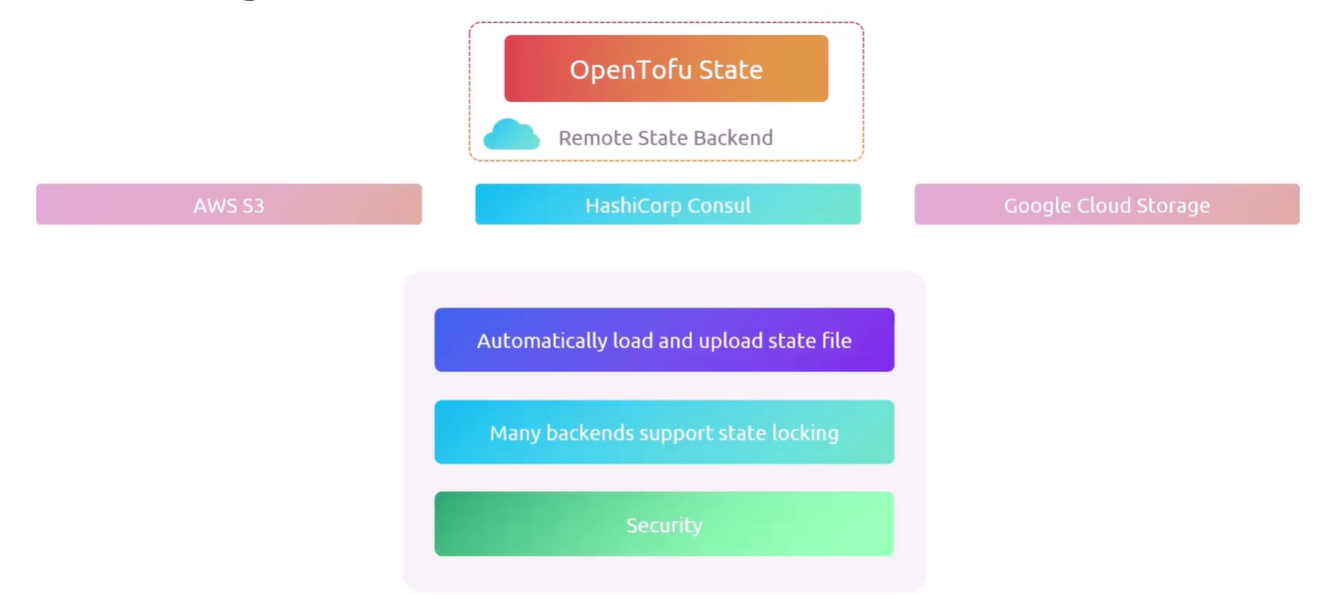 OpenTofu State
Remote State Backend
AWS S3
HashiCorp Consul
Google Cloud Storage
Automatically load and upload state file
Many backends support state locking
Security